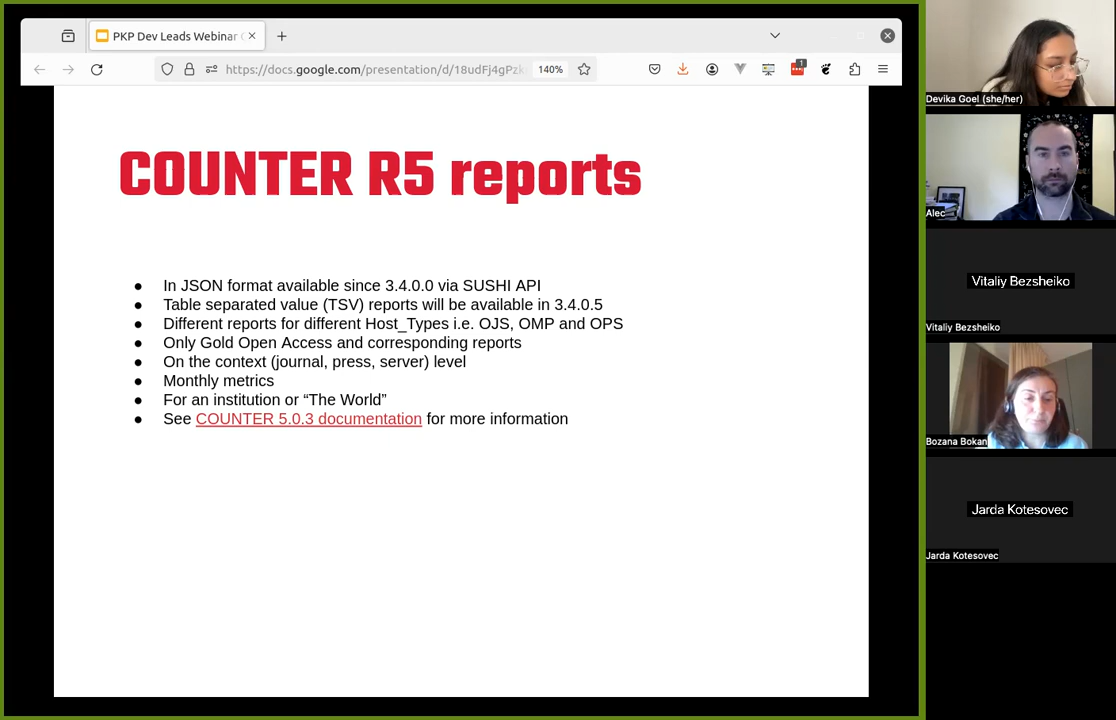 PKP Dev Leads Webinar
https://docs.google.com/presentation/d/18udFj4gPzk
140%
1
COUNTER R5 reports
● In JSON format available since 3.4.0.0 via SUSHI API
● Table separated value (TSV) reports will be available in 3.4.0.5
● Different reports for different Host_Types i.e. OJS, OMP and OPS
● Only Gold Open Access and corresponding reports
● On the context (journal, press, server) level
● Monthly metrics
● For an institution or “The World”
● See COUNTER 5.0.3 documentation for more information
Devika Goel (she/her)
Alec
Vitaliy Bezsheiko
Vitaliy Bezsheiko
Bozana Bokan
Jarda Kotesovec
Jarda Kotesovec